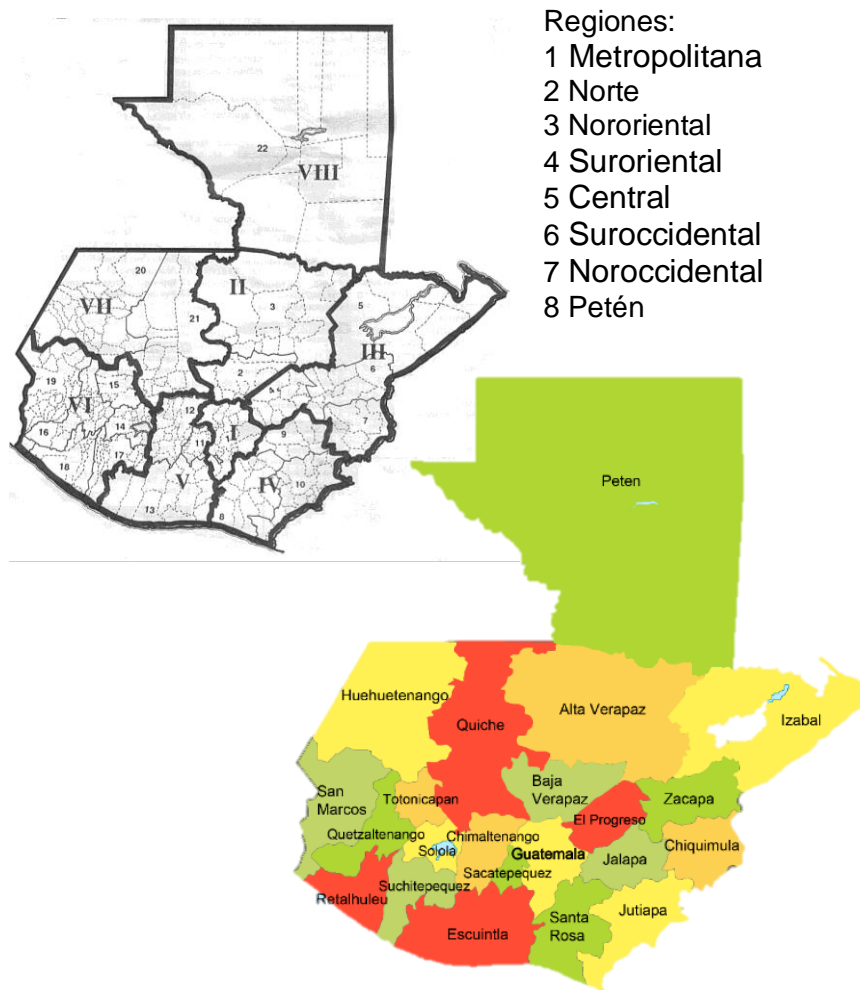 Regiones:
1 Metropolitana
2 Norte
3 Nororiental
4 Suroriental
5 Central
6 Suroccidental
7 Noroccidental
8 Petén
22
VIII
20
II
VII
3
5
21
III
2
6
19
15
4
VI
12
16
14
I
9
7
11
1
17
18
V
IV
10
13
8
Peten
Huehuetenango
Izabal
Alta Verapaz
Quiche
Baja
Verapaz
San
Marcos
Totonicapan
Zacapa
El Progreso
Quetzaltenango
Chimaltenango
Solola
Guatemala
Chiquimula
Jalapa
Sacatepequez
Suchitepequez
Retalhuleu
Jutiapa
Santa
Rosa
Escuintla